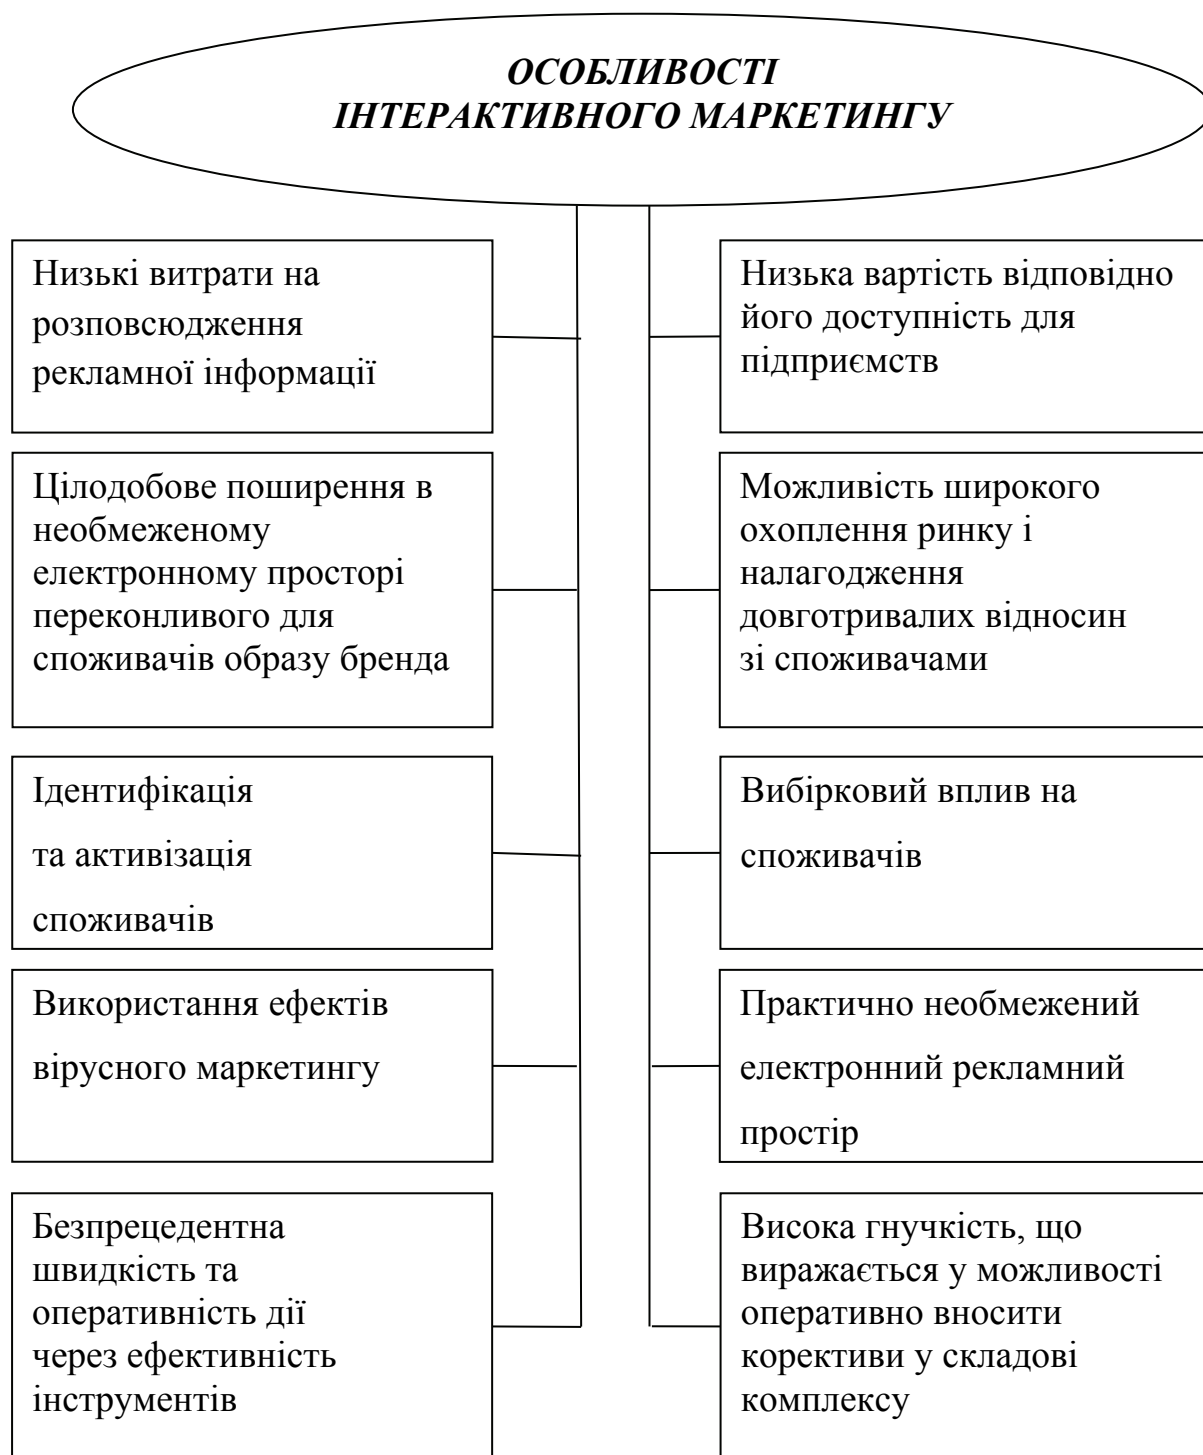 ОСОБЛИВОСТІ
ІНТЕРАКТИВНОГО МАРКЕТИНГУ
Низькі витрати на
розповсюдження
рекламної інформації
Низька вартість відповідно
його доступність для
підприємств
Цілодобове поширення в
необмеженому
електронному просторі
переконливого для
споживачів образу бренда
Можливість широкого
охоплення ринку і
налагодження
довготривалих відносин
зі споживачами
Ідентифікація
та активізація
споживачів
Вибірковий вплив на
споживачів
Використання ефектів
вірусного маркетингу
Практично необмежений
електронний рекламний
простір
Безпрецедентна
швидкість та
оперативність дії
через ефективність
інструментів
Висока гнучкість, що
виражається у можливості
оперативно вносити
корективи у складові
комплексу